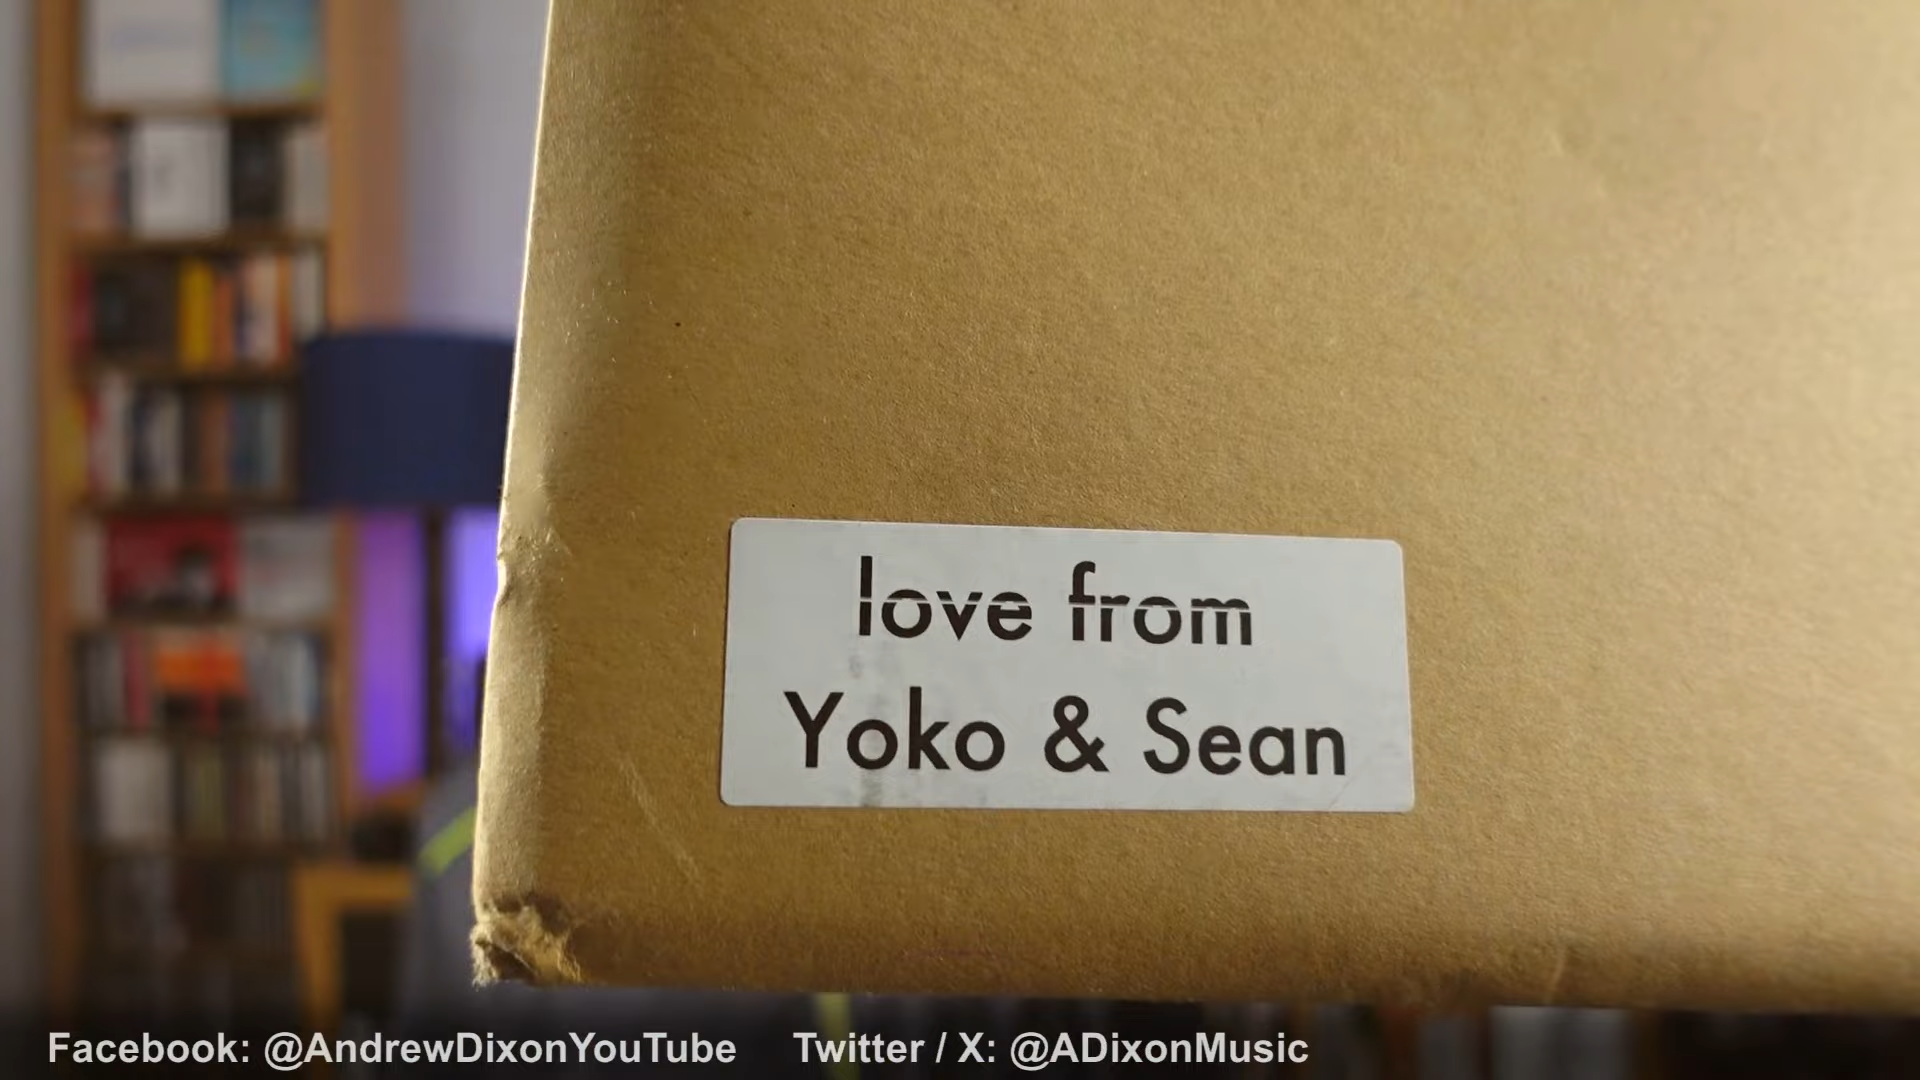 love from
Yoko & Sean
Facebook: @AndrewDixonYouTube Twitter / X: @ADixonMusic